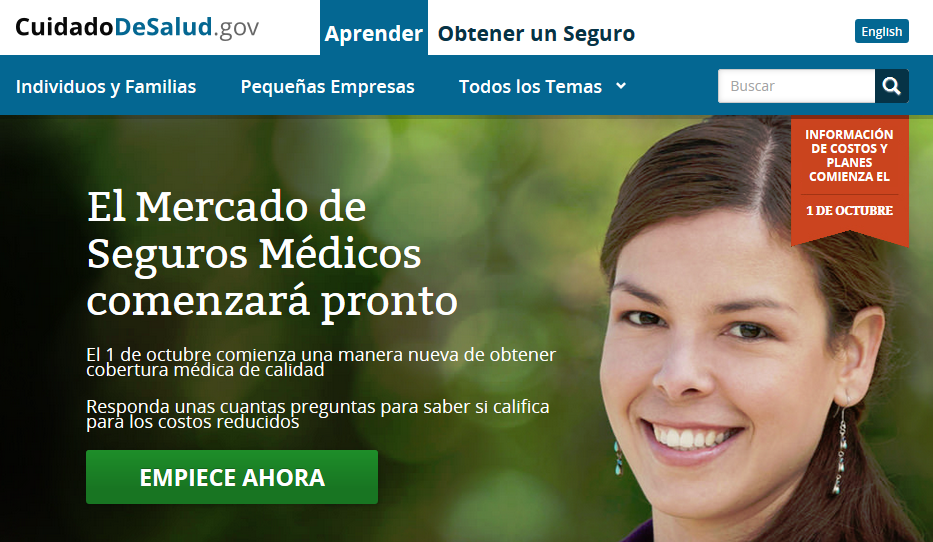 CuidadoDeSalud.gov
Aprender
Obtener un Seguro
English
Individuos y Familias
Pequeñas Empresas
Todos los Temas
Buscar
INFORMACIÓN
DE COSTOS Y
PLANES
COMIENZA EL
1 DE OCTUBRE
El Mercado de
Seguros Médicos
comenzará pronto
El 1 de octubre comienza una manera nueva de obtener
cobertura médica de calidad
Responda unas cuantas preguntas para saber si califica
para los costos reducidos
EMPIECE AHORA